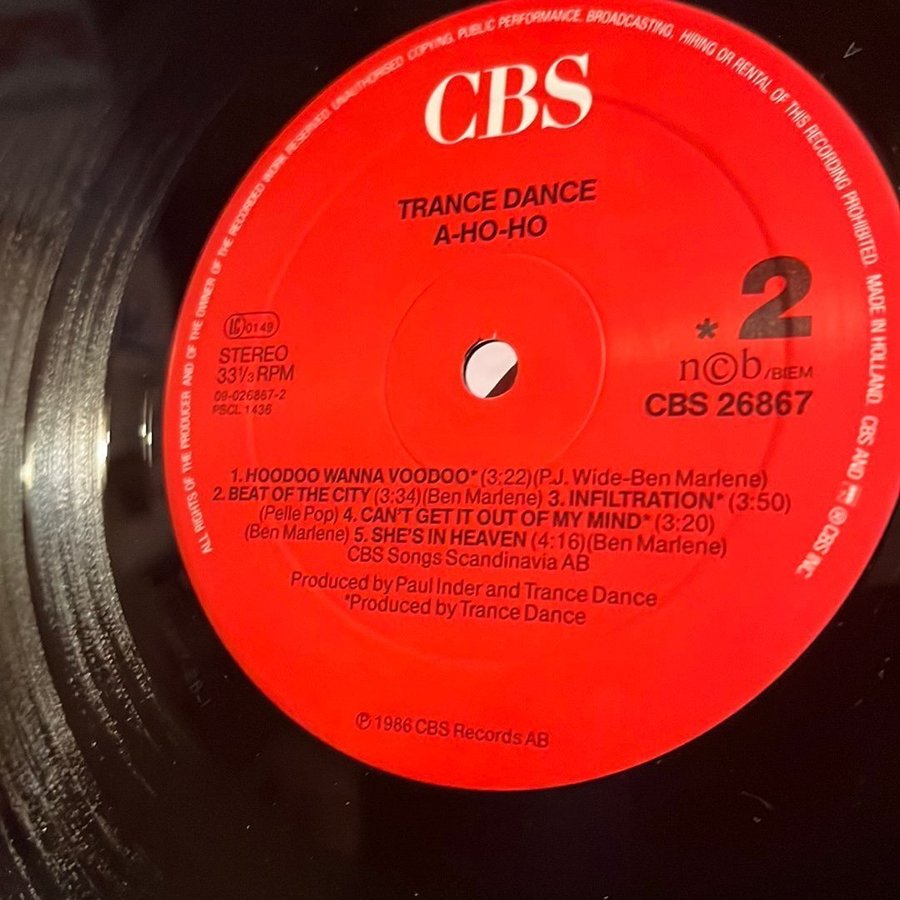 ALL RIGHTS OF THE PRODUCER AND OF THE OWNER OF THE RECORDED WORK RESERVED. UNAUTHORISED COPYING, PUBLIC PERFORMANCE, BROADCASTING, HIRING OR RENTAL OF THIS RECORDING PROHIBITED. MADE IN HOLLAND. CBS AND ℗ © CBS INC
CBS
TRANCE DANCE
A-HO-HO
LC 0149
STEREO
33 1/3 RPM
09-026867-2
PSCL 1436
* 2
n©b/BIEM
CBS 26867
1. HOODOO WANNA VOODOO* (3:22)(P.J. Wide-Ben Marlene)
2. BEAT OF THE CITY (3:34)(Ben Marlene) 3. INFILTRATION* (3:50)
(Pelle Pop) 4. CAN'T GET IT OUT OF MY MIND* (3:20)
(Ben Marlene) 5. SHE'S IN HEAVEN (4:16)(Ben Marlene)
CBS Songs Scandinavia AB
Produced by Paul Inder and Trance Dance
*Produced by Trance Dance
℗ 1986 CBS Records AB